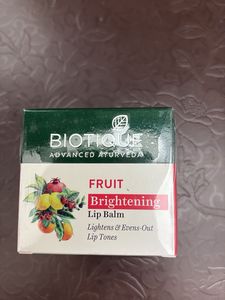 BIOTIQUE
ADVANCED AYURVEDA
FRUIT
Brightening
Lip Balm
Lightens & Evens-Out
Lip Tones